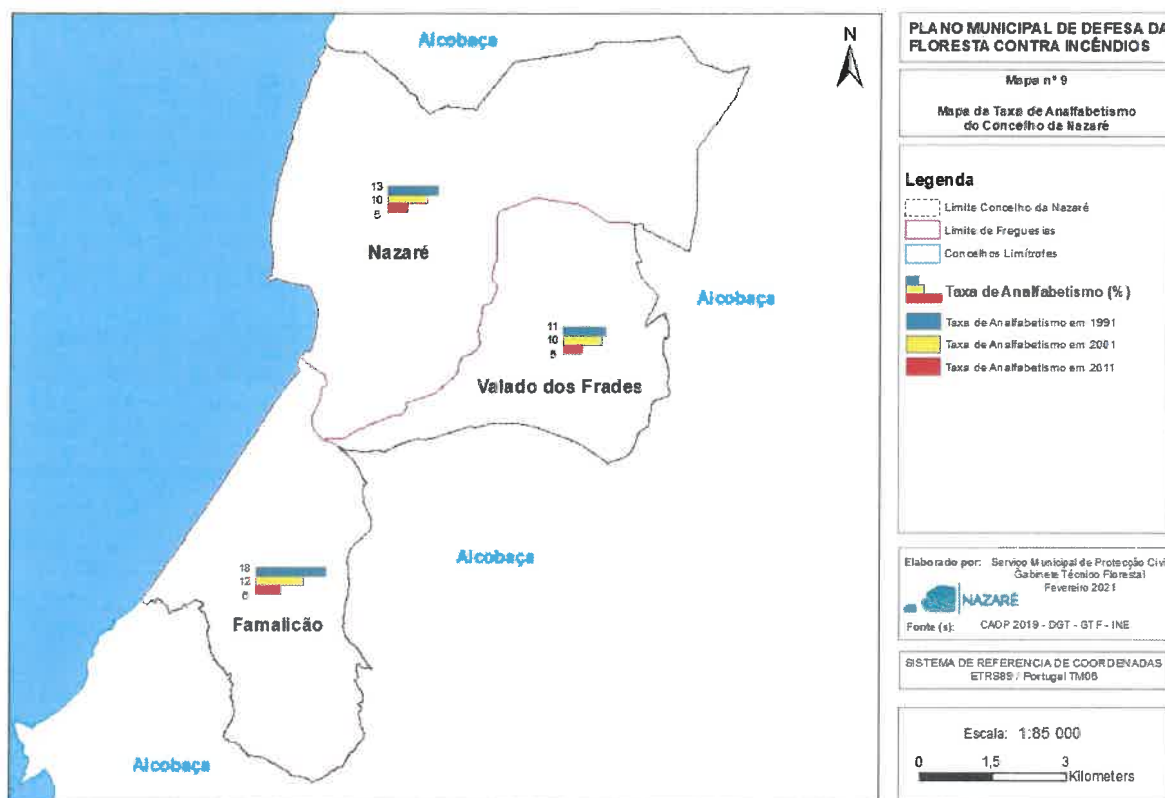 Alcobaça
N
13
10
5
Nazaré
Alcobaça
11
10
5
Valado dos Frades
Alcobaça
18
12
6
Famalicão
Alcobaça
PLANO MUNICIPAL DE DEFESA DA
FLORESTA CONTRA INCÊNDIOS
Mapa nº 9
Mapa da Taxa de Analfabetismo
do Concelho da Nazaré
Legenda
Limite Concelho da Nazaré
Limite de Freguesias
Concelhos Limítrofes
Taxa de Analfabetismo (%)
Taxa de Analfabetismo em 1991
Taxa de Analfabetismo em 2001
Taxa de Analfabetismo em 2011
Elaborado por: Serviço Municipal de Protecção Civi
Gabinete Técnico Florestal
Fevereiro 2021
NAZARÉ
Fonte (s): CAOP 2019 - DGT - GTF - INE
SISTEMA DE REFERENCIA DE COORDENADAS
ETRS89 / Portugal TM06
Escala: 1:85 000
0 1,5 3
Kilometers